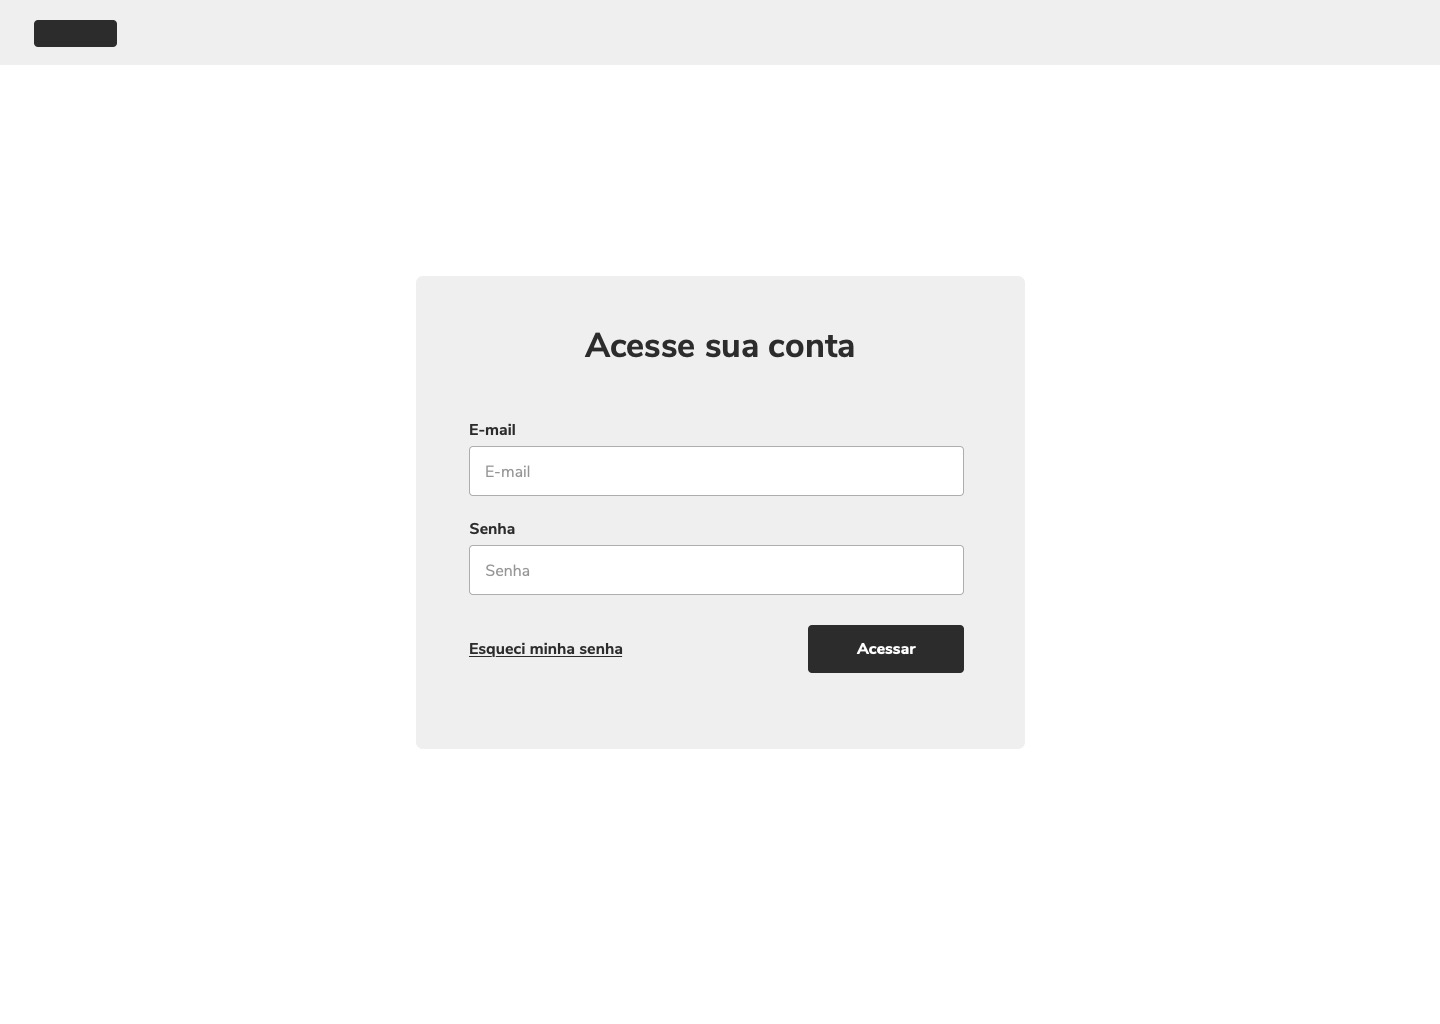 Acesse sua conta
E-mail
E-mail
Senha
Senha
Esqueci minha senha
Acessar